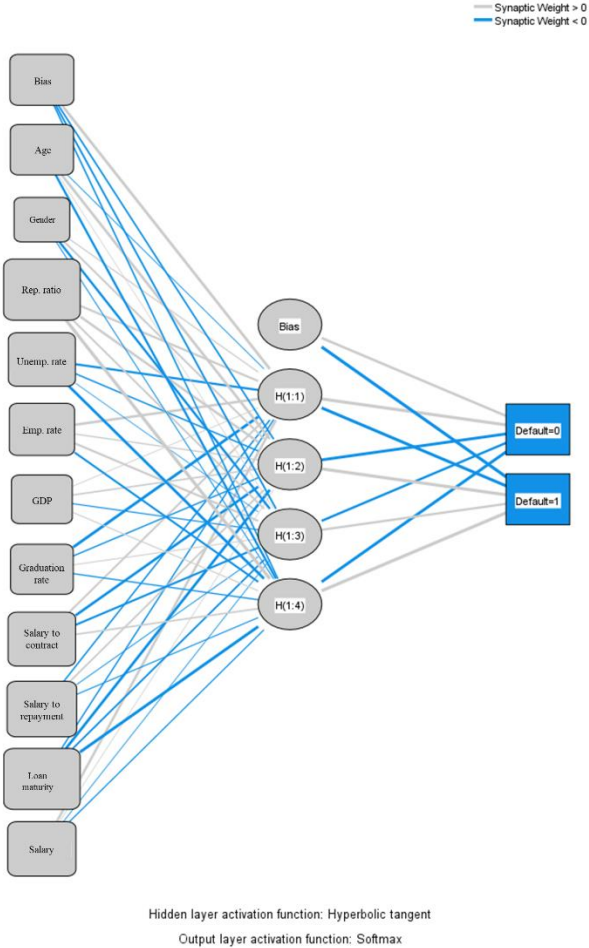 Synaptic Weight > 0
Synaptic Weight < 0
Bias
Age
Gender
Rep. ratio
Unemp. rate
Emp. rate
GDP
Graduation
rate
Salary to
contract
Salary to
repayment
Loan
maturity
Salary
Bias
H(1:1)
H(1:2)
H(1:3)
H(1:4)
Default=0
Default=1
Hidden layer activation function: Hyperbolic tangent
Output layer activation function: Softmax